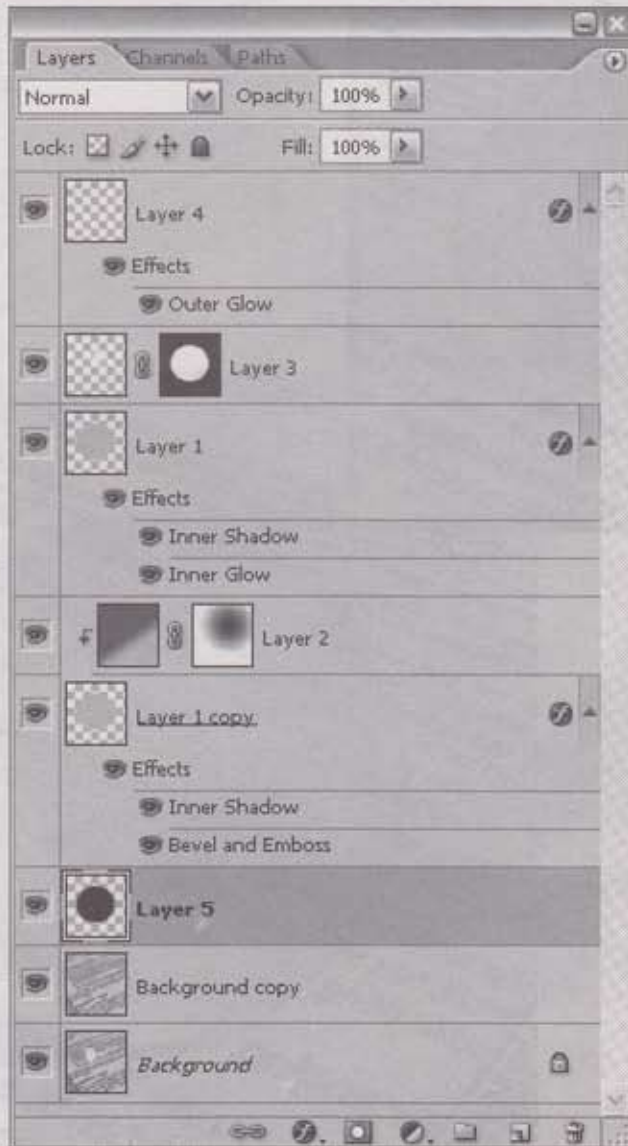 Layers Channels Paths
Normal Opacity: 100%
Lock: Fill: 100%
Layer 4
Effects
Outer Glow
Layer 3
Layer 1
Effects
Inner Shadow
Inner Glow
Layer 2
Layer 1 copy
Effects
Inner Shadow
Bevel and Emboss
Layer 5
Background copy
Background